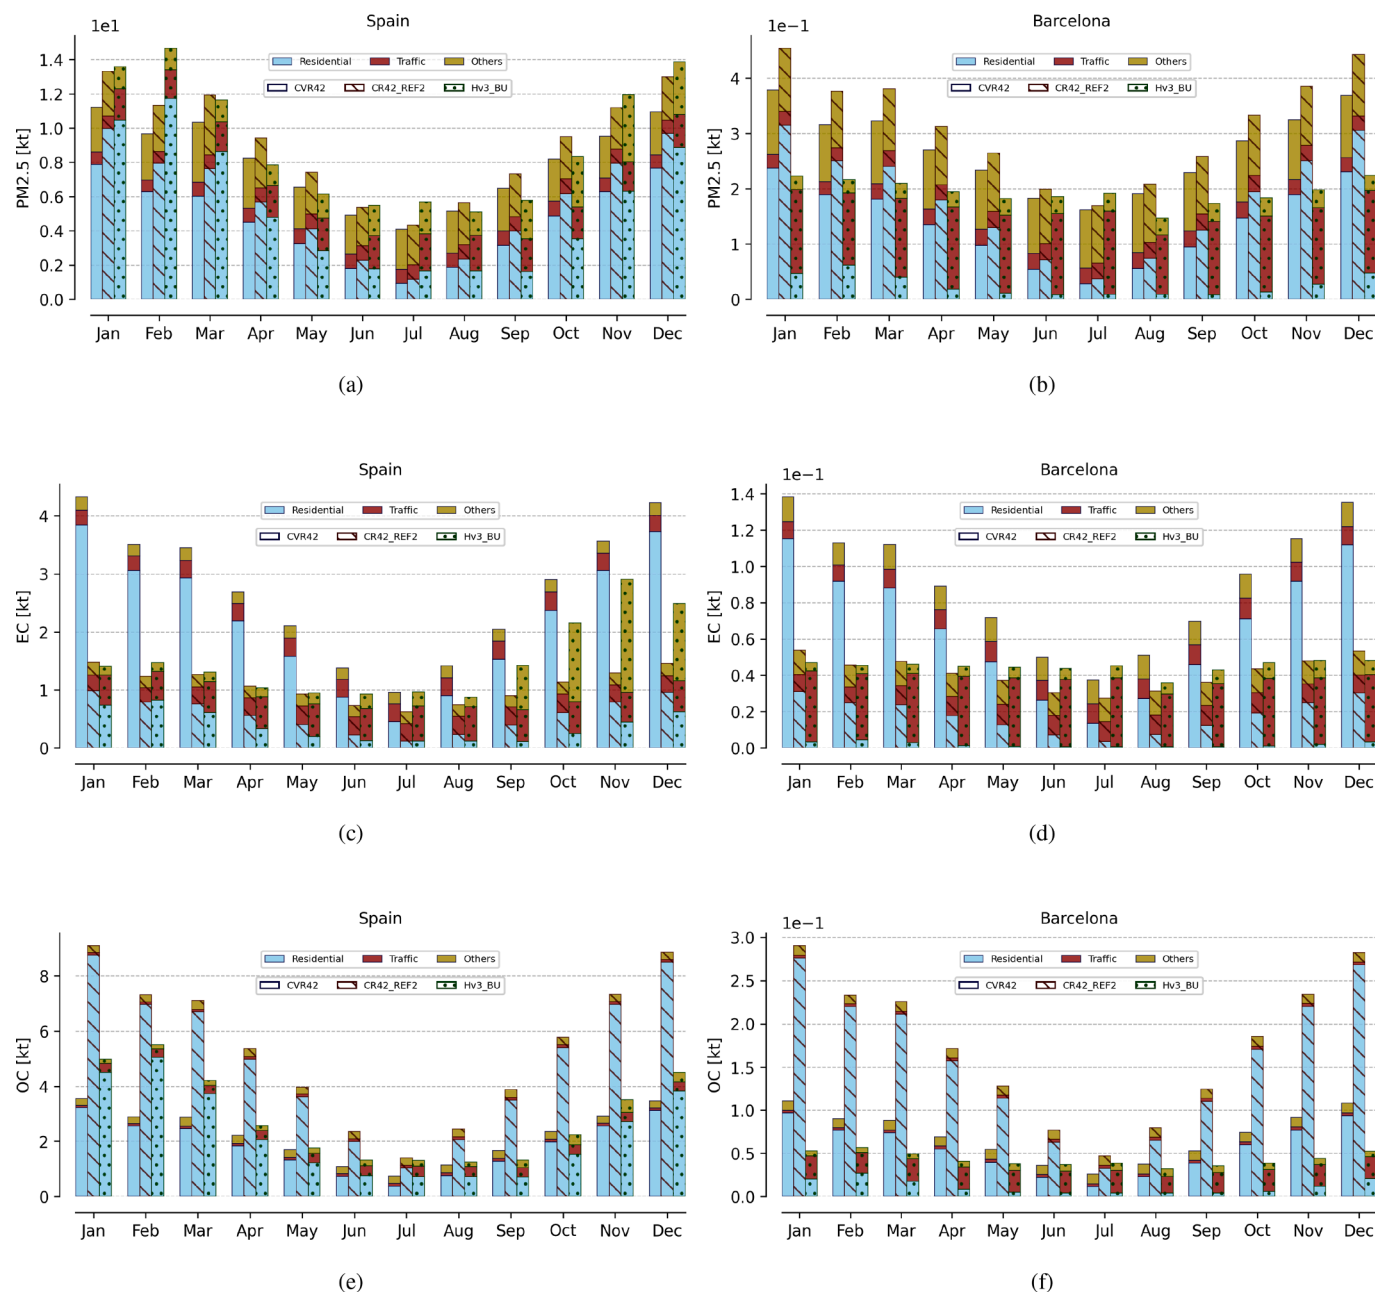 Spain
1e1
Residential Traffic Others
CVR42 CR42_REF2 Hv3_BU
PM2.5 [kt]
1.4
1.2
1.0
0.8
0.6
0.4
0.2
0.0
Jan Feb Mar Apr May Jun Jul Aug Sep Oct Nov Dec
(a)
Barcelona
1e−1
Residential Traffic Others
CVR42 CR42_REF2 Hv3_BU
PM2.5 [kt]
4
3
2
1
0
Jan Feb Mar Apr May Jun Jul Aug Sep Oct Nov Dec
(b)
Spain
Residential Traffic Others
CVR42 CR42_REF2 Hv3_BU
EC [kt]
4
3
2
1
0
Jan Feb Mar Apr May Jun Jul Aug Sep Oct Nov Dec
(c)
Barcelona
1e−1
Residential Traffic Others
CVR42 CR42_REF2 Hv3_BU
EC [kt]
1.4
1.2
1.0
0.8
0.6
0.4
0.2
0.0
Jan Feb Mar Apr May Jun Jul Aug Sep Oct Nov Dec
(d)
Spain
Residential Traffic Others
CVR42 CR42_REF2 Hv3_BU
OC [kt]
8
6
4
2
0
Jan Feb Mar Apr May Jun Jul Aug Sep Oct Nov Dec
(e)
Barcelona
1e−1
Residential Traffic Others
CVR42 CR42_REF2 Hv3_BU
OC [kt]
3.0
2.5
2.0
1.5
1.0
0.5
0.0
Jan Feb Mar Apr May Jun Jul Aug Sep Oct Nov Dec
(f)